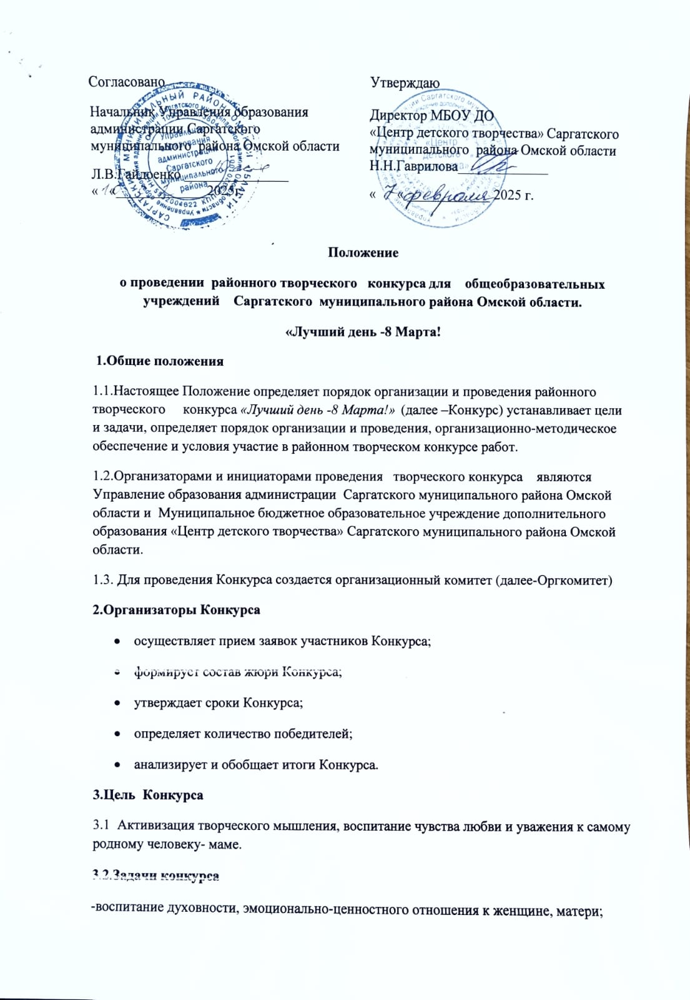 Согласовано
Утверждаю
Начальник Управления образования
администрации Саргатского
муниципального района Омской области
Л.В.Гайдоенко
« « 2025 г.
Директор МБОУ ДО
«Центр детского творчества» Саргатского
муниципального района Омской области
Н.Н.Гаврилова
« 7 « февраля 2025 г.
Положение
о проведении районного творческого конкурса для общеобразовательных
учреждений Саргатского муниципального района Омской области.
«Лучший день -8 Марта!
1.Общие положения
1.1.Настоящее Положение определяет порядок организации и проведения районного
творческого конкурса «Лучший день -8 Марта!» (далее –Конкурс) устанавливает цели
и задачи, определяет порядок организации и проведения, организационно-методическое
обеспечение и условия участие в районном творческом конкурсе работ.
1.2.Организаторами и инициаторами проведения творческого конкурса являются
Управление образования администрации Саргатского муниципального района Омской
области и Муниципальное бюджетное образовательное учреждение дополнительного
образования «Центр детского творчества» Саргатского муниципального района Омской
области.
1.3. Для проведения Конкурса создается организационный комитет (далее-Оргкомитет)
2.Организаторы Конкурса
• осуществляет прием заявок участников Конкурса;
• формирует состав жюри Конкурса;
• утверждает сроки Конкурса;
• определяет количество победителей;
• анализирует и обобщает итоги Конкурса.
3.Цель Конкурса
3.1 Активизация творческого мышления, воспитание чувства любви и уважения к самому
родному человеку- маме.
3.2.Задачи конкурса
-воспитание духовности, эмоционально-ценностного отношения к женщине, матери;